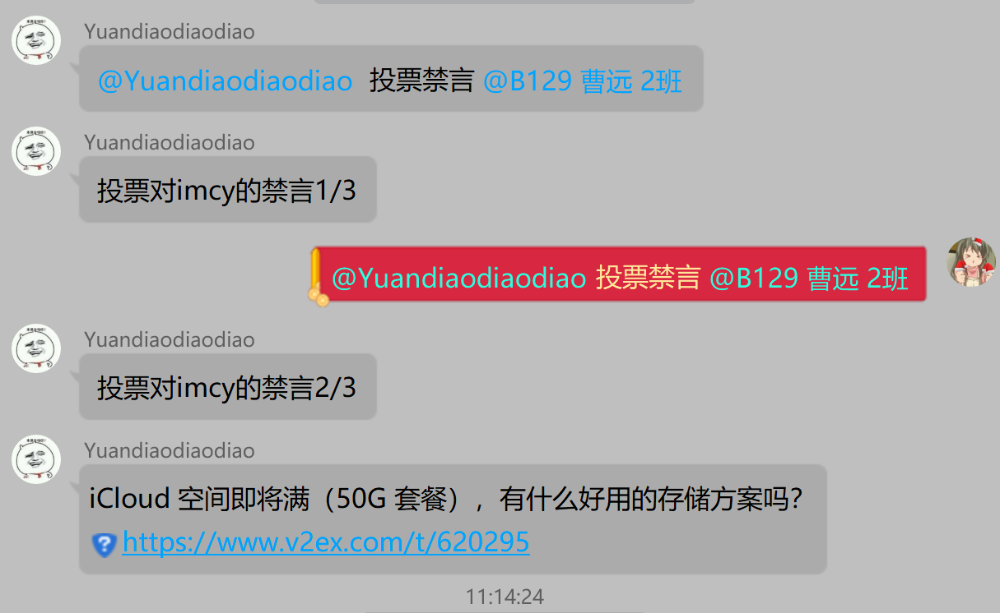 Yuandiaodiaodiao
@Yuandiaodiaodiao 投票禁言 @B129 曹远 2班
Yuandiaodiaodiao
投票对imcy的禁言1/3
@Yuandiaodiaodiao 投票禁言 @B129 曹远 2班
Yuandiaodiaodiao
投票对imcy的禁言2/3
Yuandiaodiaodiao
iCloud 空间即将满（50G 套餐），有什么好用的存储方案吗？
https://www.v2ex.com/t/620295
11:14:24